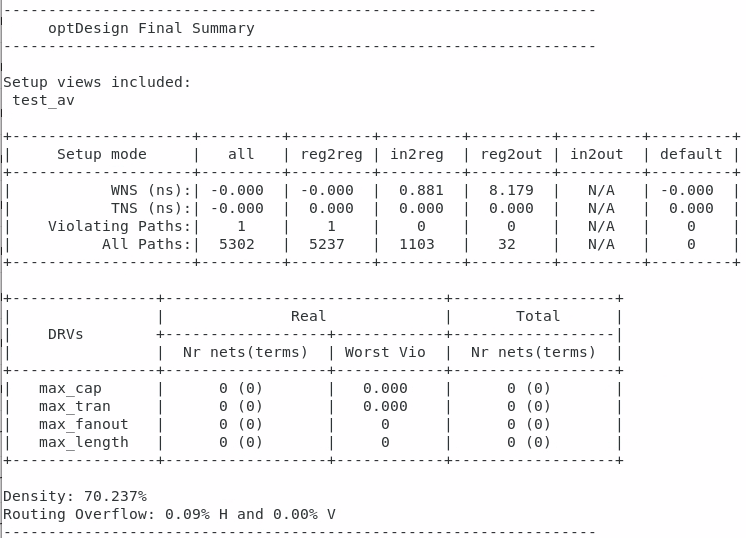 ------------------------------------------------------------------
     optDesign Final Summary
------------------------------------------------------------------
Setup views included:
 test_av
+--------------------+---------+---------+---------+---------+---------+---------+
|     Setup mode     |   all   | reg2reg | in2reg  | reg2out | in2out  | default |
+--------------------+---------+---------+---------+---------+---------+---------+
|           WNS (ns):| -0.000  | -0.000  |  0.881  |  8.179  |   N/A   | -0.000  |
|           TNS (ns):| -0.000  |  0.000  |  0.000  |  0.000  |   N/A   |  0.000  |
|    Violating Paths:|    1    |    1    |    0    |    0    |   N/A   |    0    |
|          All Paths:|  5302   |  5237   |  1103   |   32    |   N/A   |    0    |
+--------------------+---------+---------+---------+---------+---------+---------+
+----------------+-------------------------------+------------------+
|                |              Real             |       Total      |
|    DRVs        +------------------+------------+------------------|
|                |  Nr nets(terms)  | Worst Vio  |  Nr nets(terms)  |
+----------------+------------------+------------+------------------+
|   max_cap      |      0 (0)       |   0.000    |      0 (0)       |
|   max_tran     |      0 (0)       |   0.000    |      0 (0)       |
|   max_fanout   |      0 (0)       |     0      |      0 (0)       |
|   max_length   |      0 (0)       |     0      |      0 (0)       |
+----------------+------------------+------------+------------------+
Density: 70.237%
Routing Overflow: 0.09% H and 0.00% V
------------------------------------------------------------------